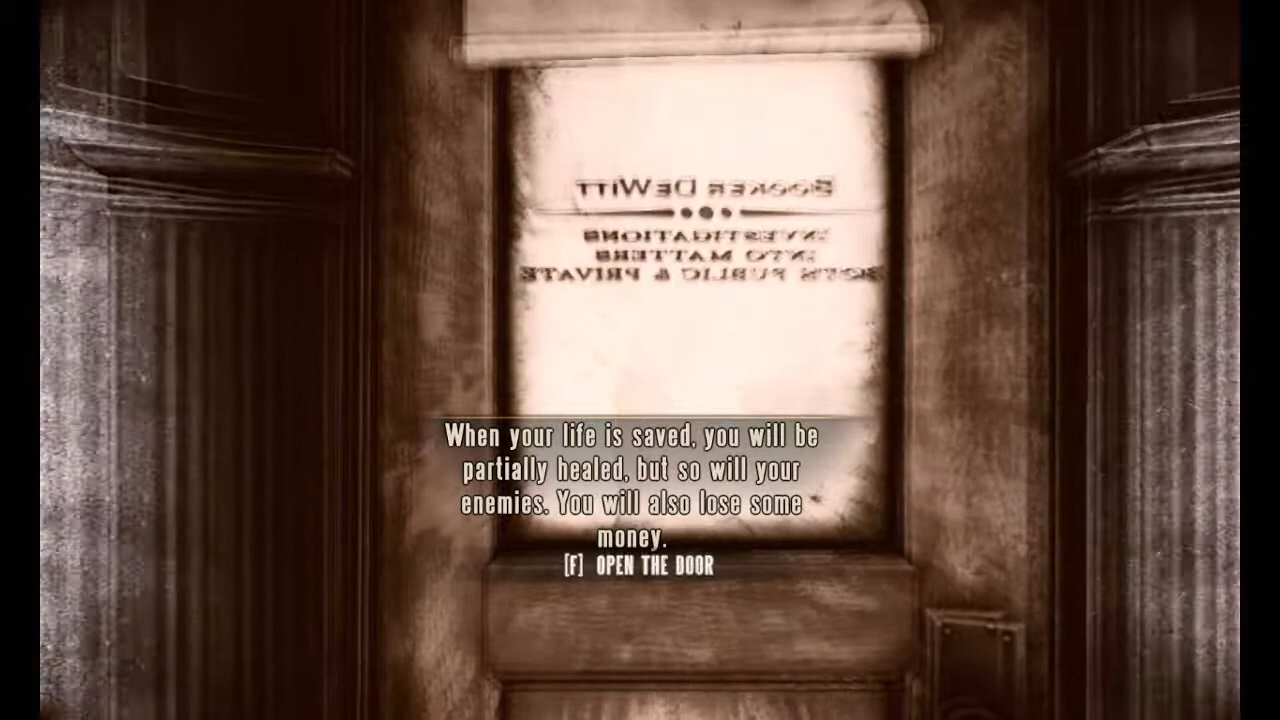 BOOKER DEWITT
INVESTIGATIONS
INTO MATTERS
BOTH PUBLIC & PRIVATE
When your life is saved, you will be
partially healed, but so will your
enemies. You will also lose some
money.
[F] OPEN THE DOOR